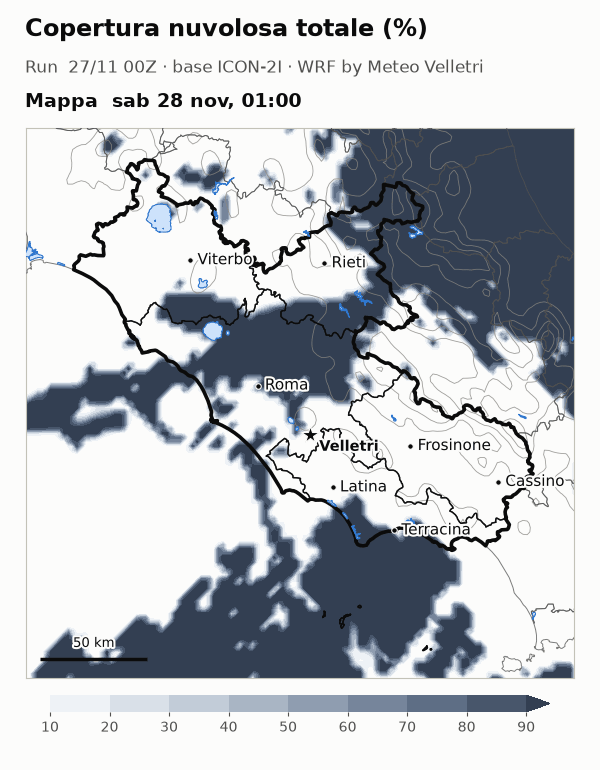 Copertura nuvolosa totale (%)
Run  27/11 00Z · base ICON-2I · WRF by Meteo Velletri
Mappa  sab 28 nov, 01:00
Viterbo
Rieti
Roma
Velletri
Frosinone
Cassino
Latina
Terracina
50 km
10 20 30 40 50 60 70 80 90